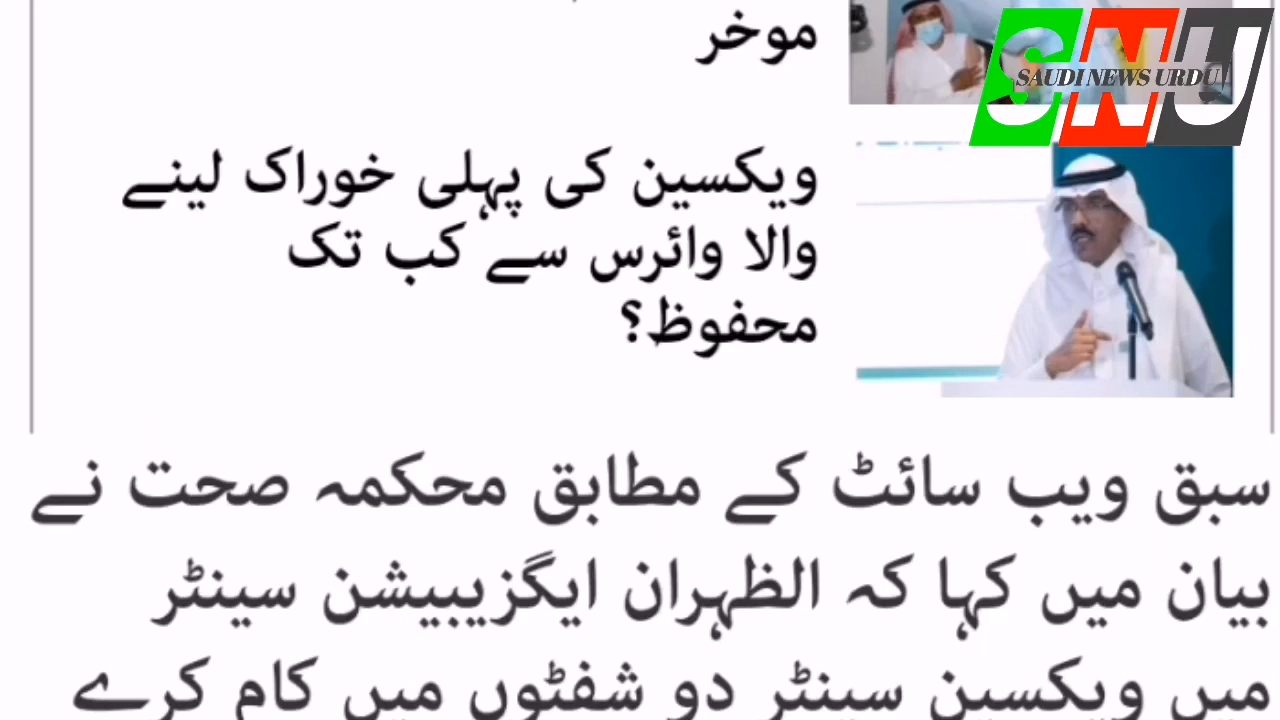 موخر
SNU
SAUDI NEWS URDU
ویکسین کی پہلی خوراک لینے
والا وائرس سے کب تک
محفوظ؟
سبق ویب سائٹ کے مطابق محکمہ صحت نے
بیان میں کہا کہ الظہران ایگزیبیشن سینٹر
میں ویکسین سینٹر دو شفٹوں میں کام کرے